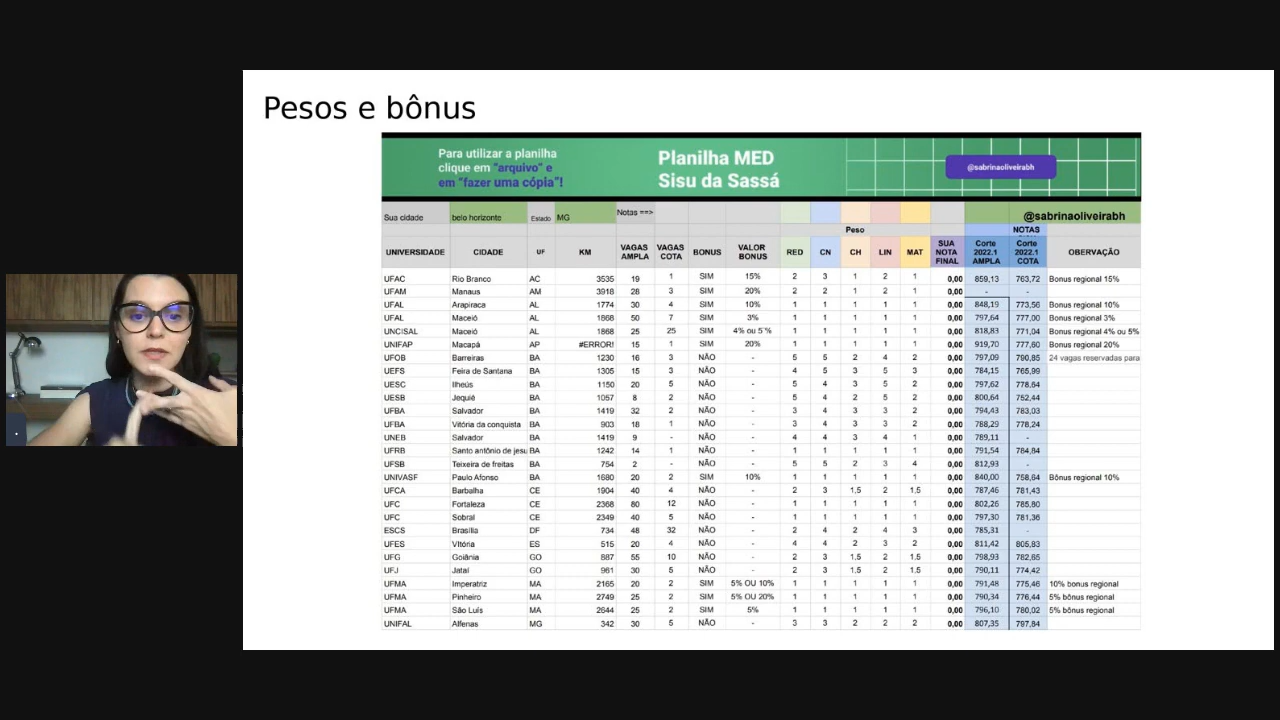 Pesos e bônus
Para utilizar a planilha
clique em "arquivo" e
em "fazer uma cópia"!
Planilha MED
Sisu da Sassá
@sabrinaoliveirabh
Sua cidade belo horizonte Estado MG Notas ==> @sabrinaoliveirabh
Peso NOTAS
UNIVERSIDADE CIDADE UF KM VAGAS AMPLA VAGAS COTA BONUS VALOR BONUS RED CN CH LIN MAT SUA NOTA FINAL Corte 2022.1 AMPLA Corte 2022.1 COTA OBERVAÇÃO
UFAC Rio Branco AC 3535 19 1 SIM 15% 2 3 1 2 1 0,00 859,13 763,72 Bonus regional 15%
UFAM Manaus AM 3918 28 3 SIM 20% 2 2 1 2 1 0,00 - -
UFAL Arapiraca AL 1774 30 4 SIM 10% 1 1 1 1 1 0,00 848,19 773,56 Bonus regional 10%
UFAL Maceió AL 1868 50 7 SIM 3% 1 1 1 1 1 0,00 797,64 777,00 Bonus regional 3%
UNCISAL Maceió AL 1868 25 25 SIM 4% ou 5¨% 1 1 1 1 1 0,00 818,83 771,04 Bonus regional 4% ou 5%
UNIFAP Macapá AP #ERROR! 15 1 SIM 20% 1 1 1 1 1 0,00 919,70 777,60 Bonus regional 20%
UFOB Barreiras BA 1230 16 3 NÃO - 5 5 2 4 2 0,00 797,09 790,85 24 vagas reservadas para
UEFS Feira de Santana BA 1305 15 3 NÃO - 4 5 3 5 3 0,00 784,15 765,99
UESC Ilheús BA 1150 20 5 NÃO - 5 4 3 5 2 0,00 797,62 778,64
UESB Jequié BA 1057 8 2 NÃO - 5 4 2 5 2 0,00 800,64 752,44
UFBA Salvador BA 1419 32 2 NÃO - 3 4 3 3 2 0,00 794,43 783,03
UFBA Vitória da conquista BA 903 18 1 NÃO - 3 4 3 3 2 0,00 788,29 778,24
UNEB Salvador BA 1419 9 - NÃO - 4 4 3 4 1 0,00 789,11 -
UFRB Santo antônio de jesu BA 1242 14 1 NÃO - 1 1 1 1 1 0,00 791,54 784,84
UFSB Teixeira de freitas BA 754 2 - NÃO - 5 5 2 3 4 0,00 812,93 -
UNIVASF Paulo Afonso BA 1680 20 2 SIM 10% 1 1 1 1 1 0,00 840,00 758,64 Bônus regional 10%
UFCA Barbalha CE 1904 40 4 NÃO - 2 3 1,5 2 1,5 0,00 787,46 781,43
UFC Fortaleza CE 2368 80 12 NÃO - 1 1 1 1 1 0,00 802,26 785,80
UFC Sobral CE 2349 40 5 NÃO - 1 1 1 1 1 0,00 797,30 781,36
ESCS Brasília DF 734 48 32 NÃO - 2 4 2 4 3 0,00 785,31 -
UFES VItória ES 515 20 4 NÃO - 4 4 2 3 2 0,00 811,42 805,83
UFG Goiânia GO 887 55 10 NÃO - 2 3 1,5 2 1,5 0,00 798,93 782,65
UFJ Jataí GO 961 30 5 NÃO - 2 3 1,5 2 1,5 0,00 790,11 774,42
UFMA Imperatriz MA 2165 20 2 SIM 5% OU 10% 1 1 1 1 1 0,00 791,48 775,46 10% bonus regional
UFMA Pinheiro MA 2749 25 2 SIM 5% OU 20% 1 1 1 1 1 0,00 790,34 776,44 5% bônus regional
UFMA São Luís MA 2644 25 2 SIM 5% 1 1 1 1 1 0,00 796,10 780,02 5% bônus regional
UNIFAL Alfenas MG 342 30 5 NÃO - 3 3 2 2 2 0,00 807,35 797,84